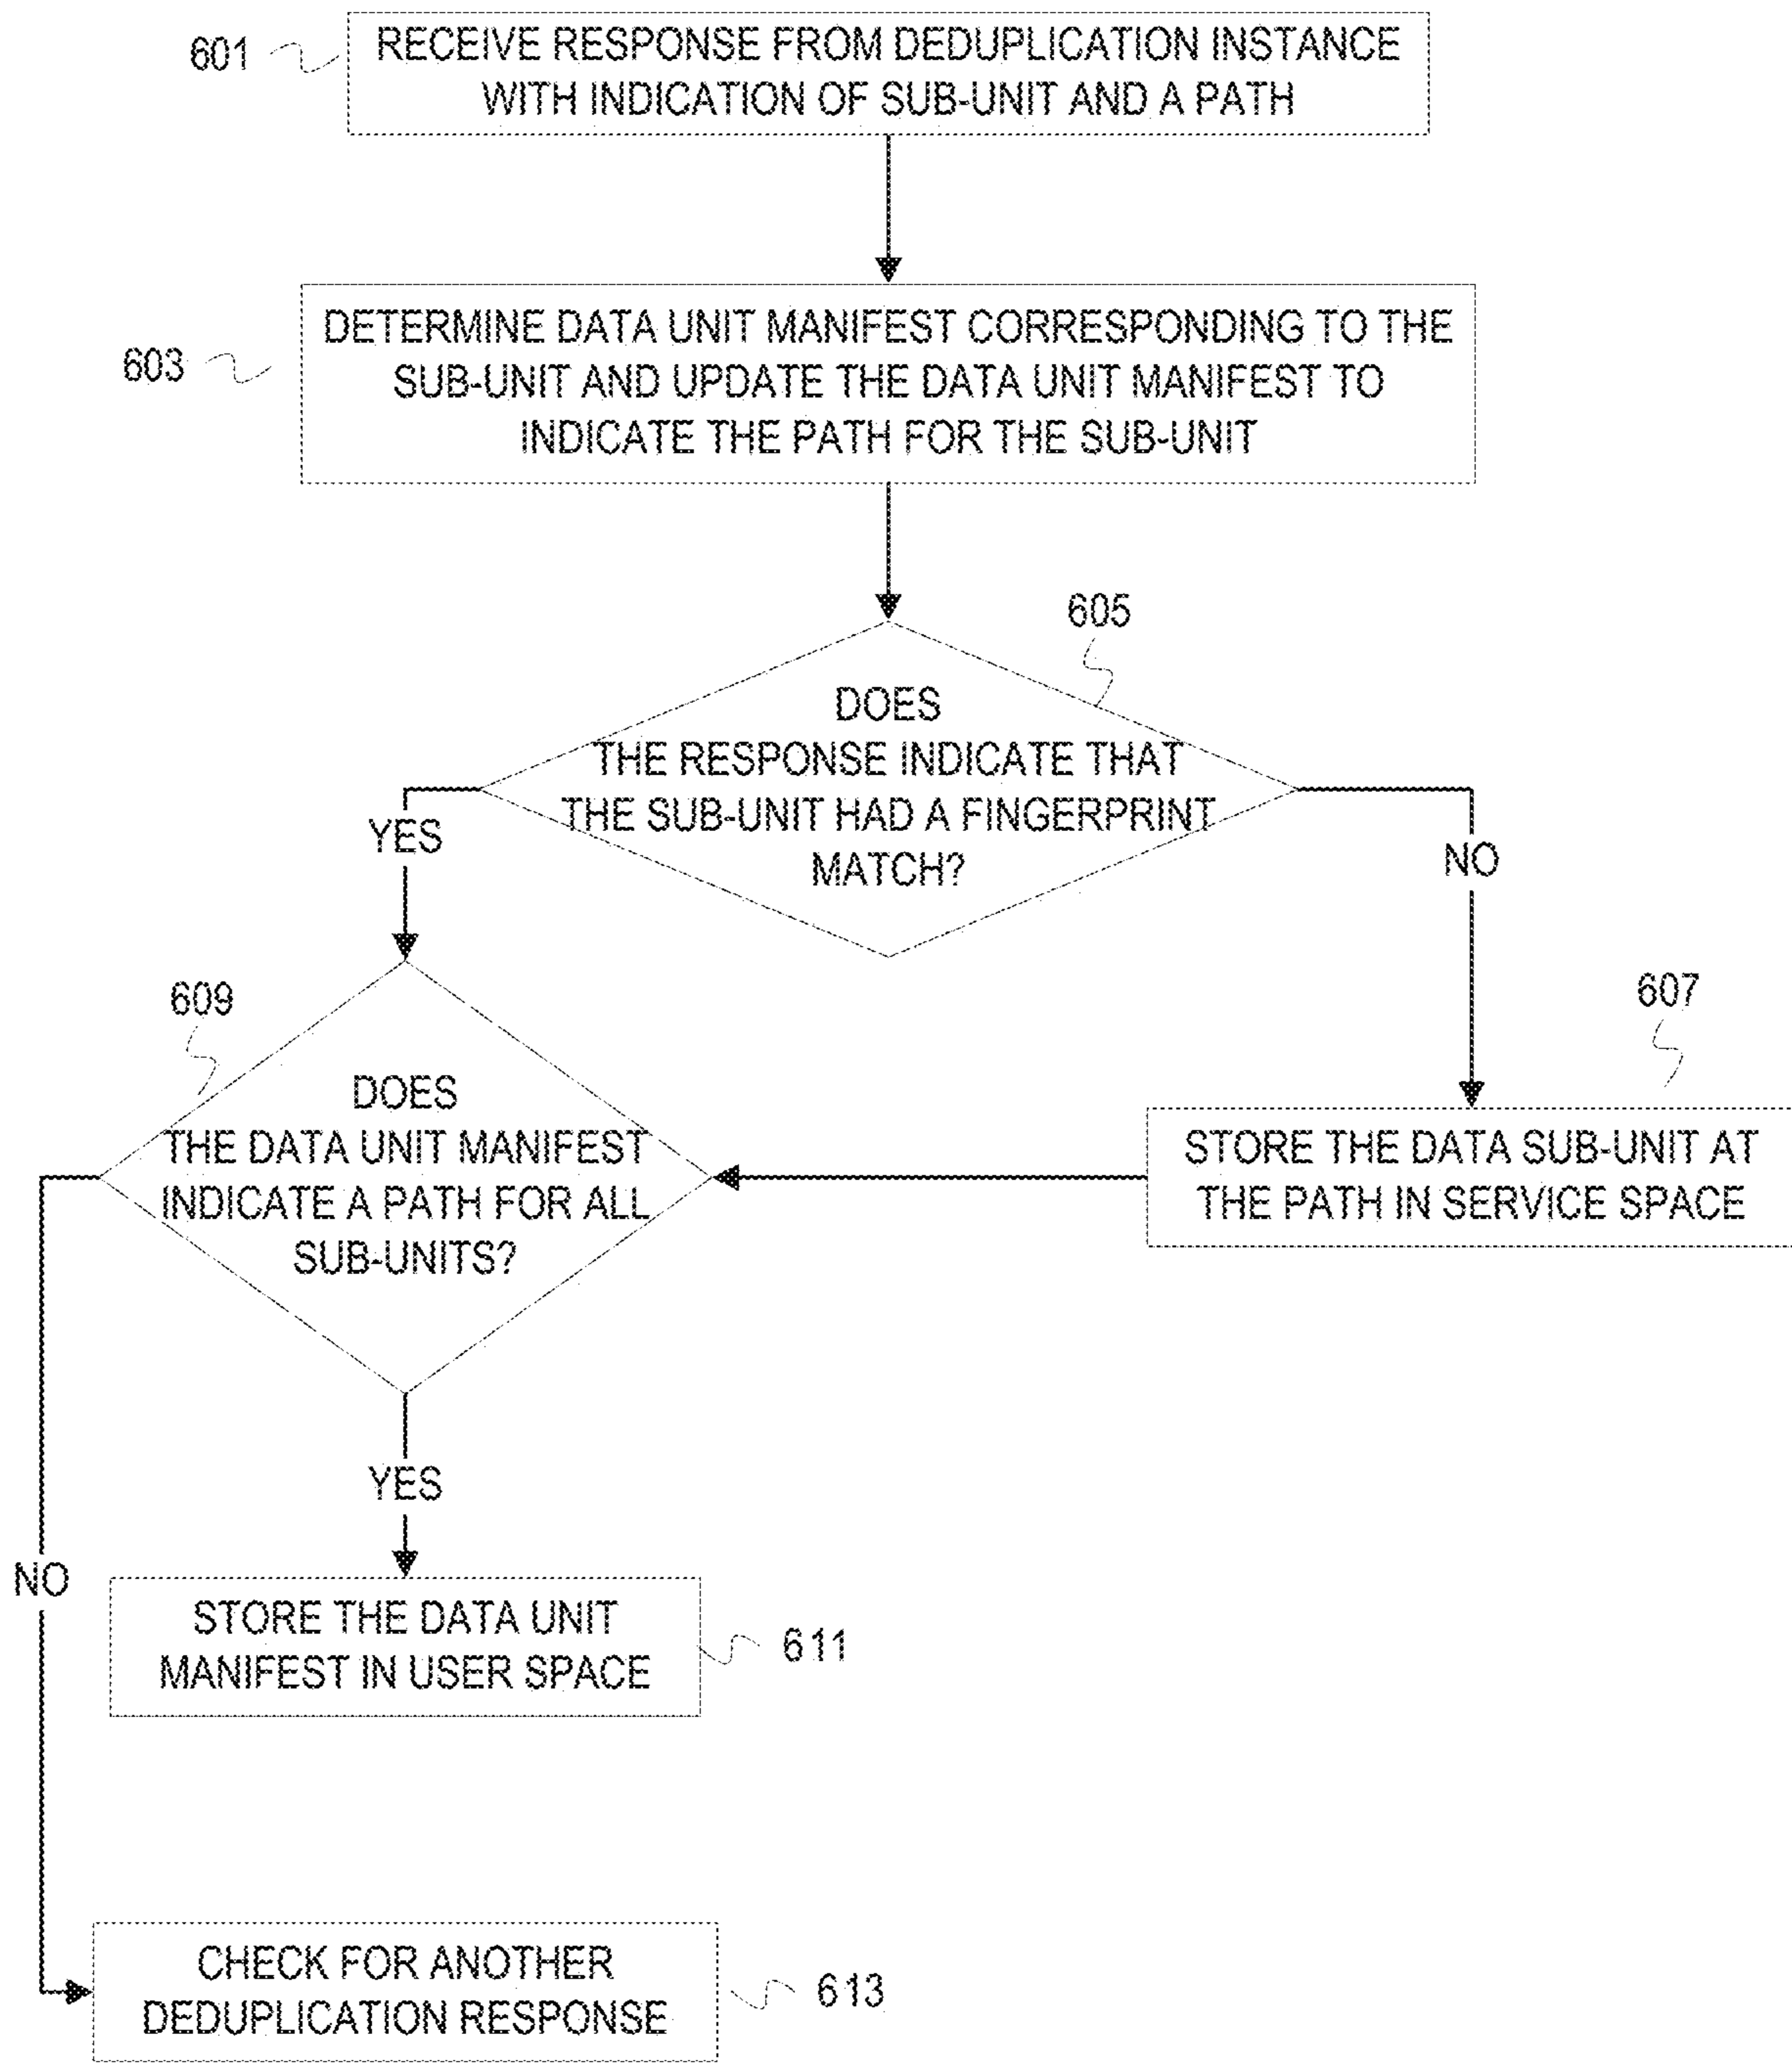 601
RECEIVE RESPONSE FROM DEDUPLICATION INSTANCE
WITH INDICATION OF SUB-UNIT AND A PATH
603
DETERMINE DATA UNIT MANIFEST CORRESPONDING TO THE
SUB-UNIT AND UPDATE THE DATA UNIT MANIFEST TO
INDICATE THE PATH FOR THE SUB-UNIT
605
DOES
THE RESPONSE INDICATE THAT
THE SUB-UNIT HAD A FINGERPRINT
MATCH?
YES
NO
609
607
DOES
THE DATA UNIT MANIFEST
INDICATE A PATH FOR ALL
SUB-UNITS?
STORE THE DATA SUB-UNIT AT
THE PATH IN SERVICE SPACE
YES
NO
STORE THE DATA UNIT
MANIFEST IN USER SPACE
611
CHECK FOR ANOTHER
DEDUPLICATION RESPONSE
613